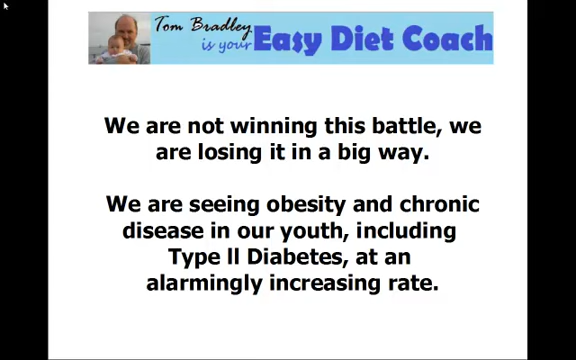 Tom Bradley
is your Easy Diet Coach
We are not winning this battle, we
are losing it in a big way.
We are seeing obesity and chronic
disease in our youth, including
Type ll Diabetes, at an
alarmingly increasing rate.